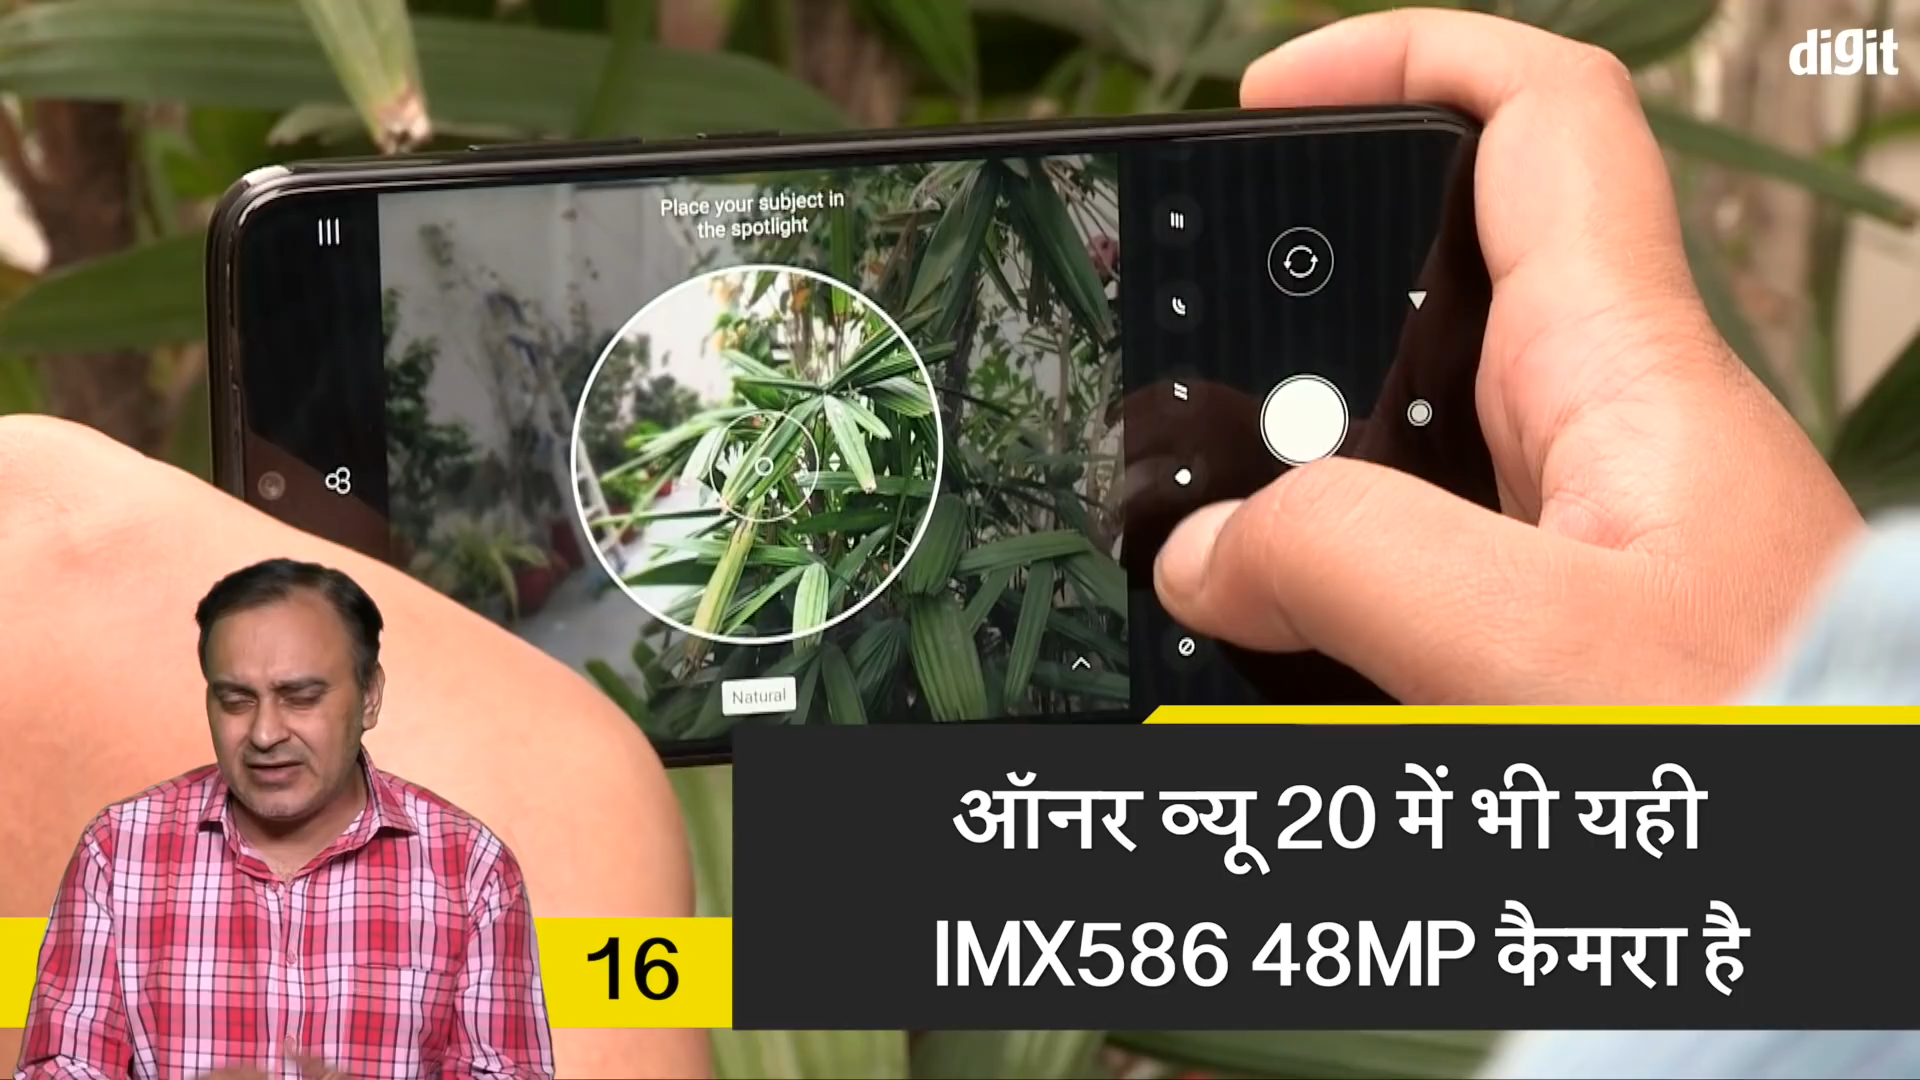 digit
Place your subject in
the spotlight
Natural
ऑनर व्यू 20 में भी यही
16
IMX586 48MP कैमरा है